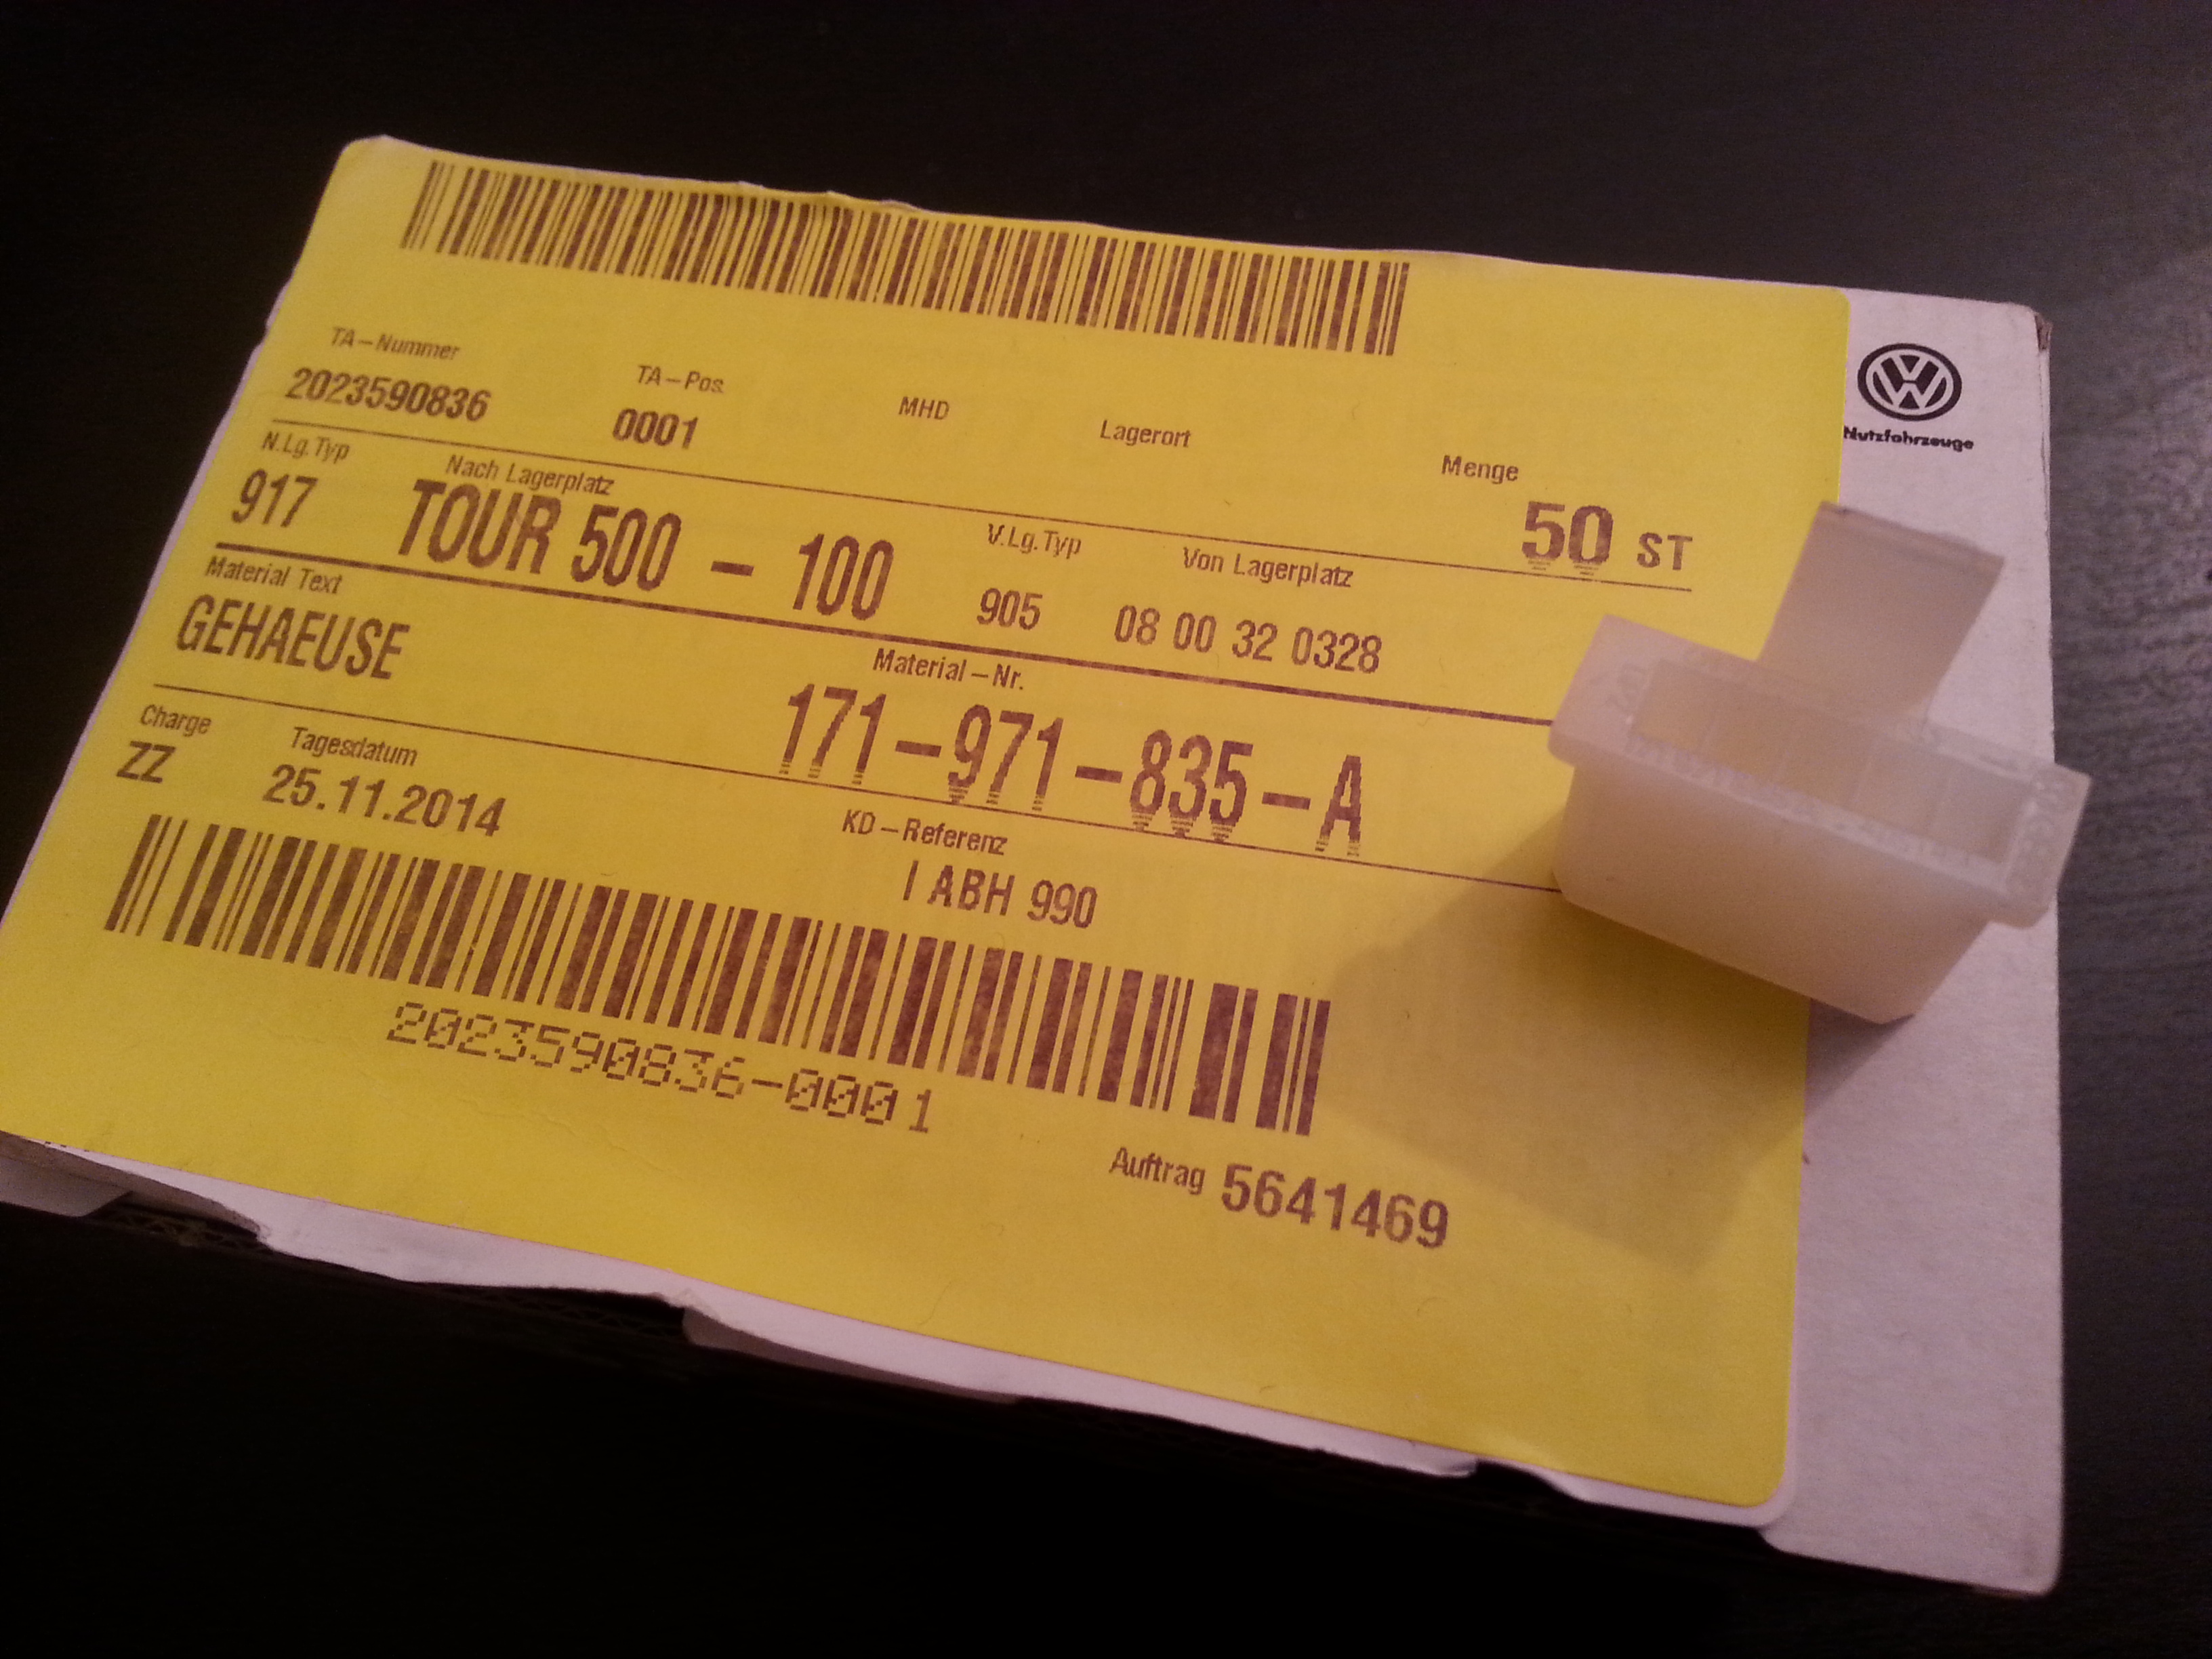 TA-Nummer TA-Pos. MHD Lagerort Menge
2023590836 0001 50 ST
N.Lg.Typ Nach Lagerplatz V.Lg.Typ Von Lagerplatz
917 TOUR 500 - 100 905 08 00 32 0328
Material Text Material-Nr.
GEHAEUSE 171-971-835-A
Charge Tagesdatum KD-Referenz
ZZ 25.11.2014 I ABH 990
2023590836-0001
Auftrag 5641469
Nutzfahrzeuge